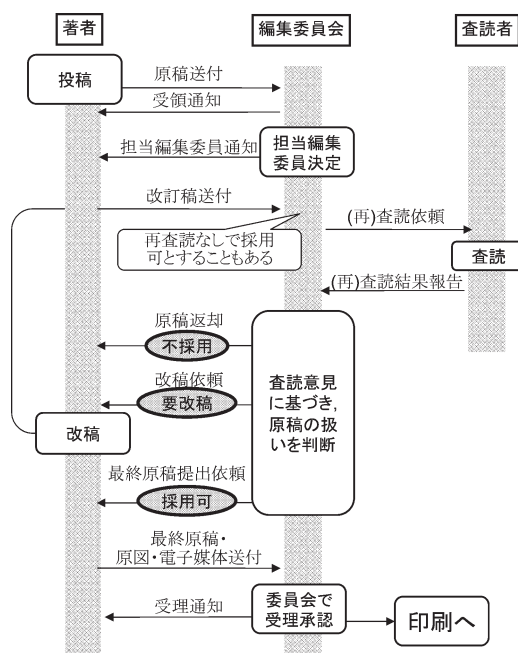 著者
編集委員会
査読者
投稿
原稿送付
受領通知
担当編集委員通知
担当編集
委員決定
改訂稿送付
再査読なしで採用
可とすることもある
(再)査読依頼
査読
(再)査読結果報告
原稿返却
不採用
改稿依頼
要改稿
査読意見
に基づき,
原稿の扱
いを判断
改稿
最終原稿提出依頼
採用可
最終原稿・
原図・電子媒体送付
受理通知
委員会で
受理承認
印刷へ